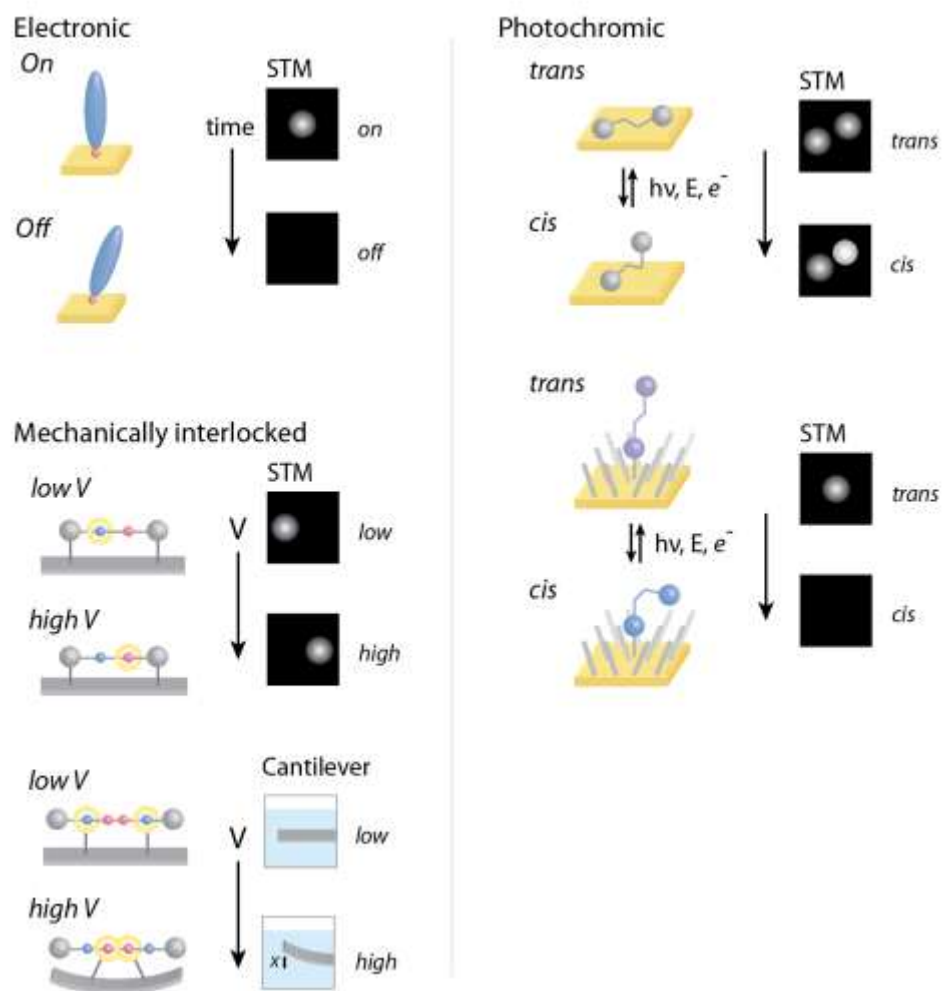 Electronic
On
STM
time
on
Off
off
Mechanically interlocked
STM
low V
V
low
high V
high
Cantilever
low V
V
low
high V
x
high
Photochromic
trans
STM
trans
hν, E, e⁻
cis
cis
trans
STM
trans
hν, E, e⁻
cis
cis